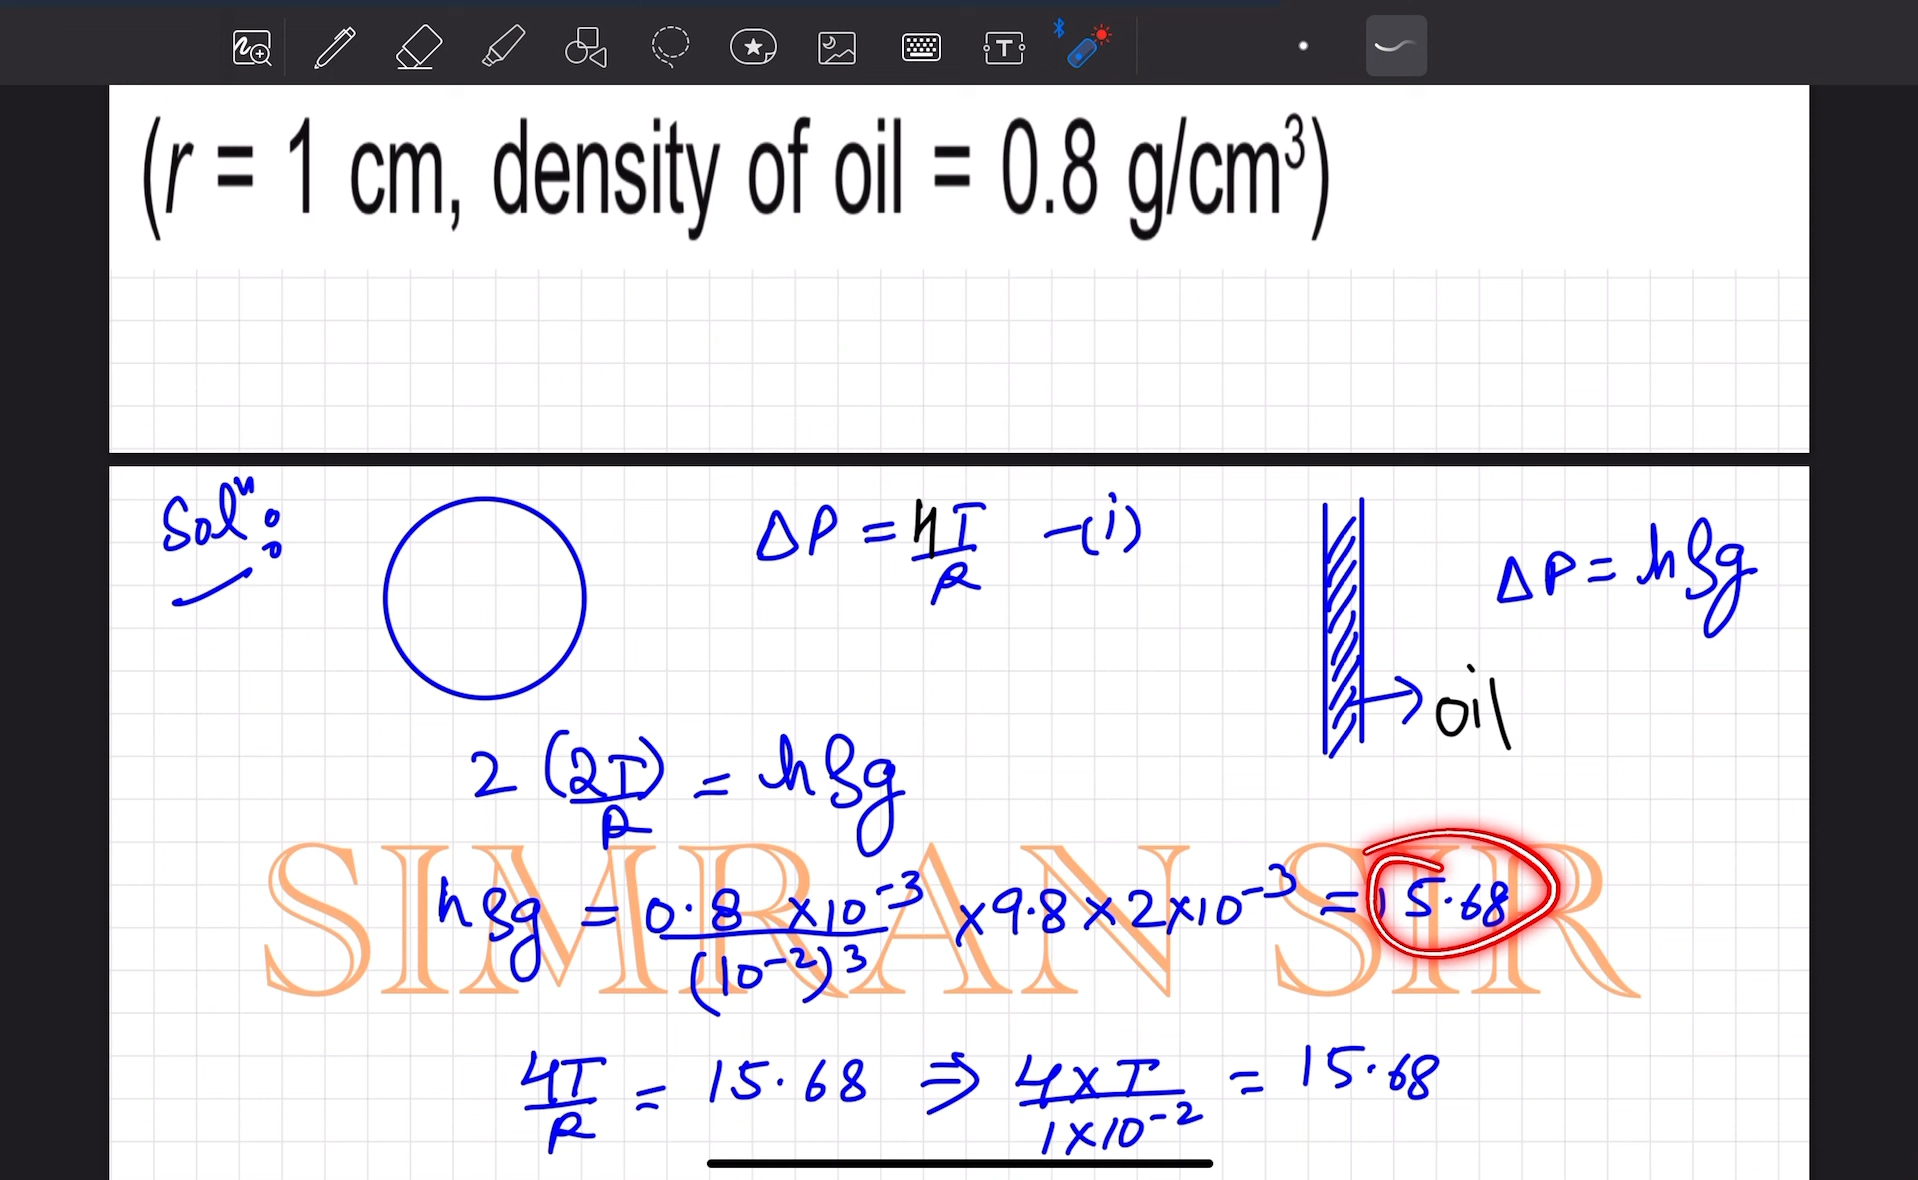 (r = 1 cm, density of oil = 0.8 g/cm³)
Solⁿ:
ΔP = 4T/R -(i)
ΔP = hρg
oil
2 (2T/R) = hρg
SIMRAN SIR
hρg = 0.8 × 10⁻³/(10⁻²)³ × 9.8 × 2 × 10⁻³ = 15.68
4T/R = 15.68 ⇒ 4 × T/1 × 10⁻² = 15.68